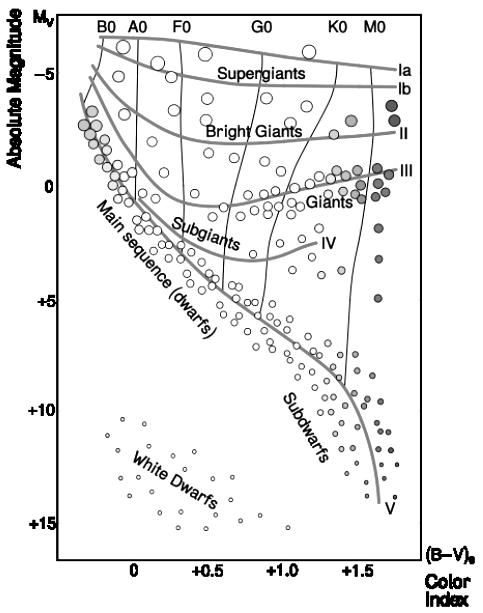 Mv
B0 A0 F0 G0 K0 M0
Absolute Magnitude
-5
0
+5
+10
+15
Ia
Supergiants
Ib
Bright Giants
II
III
Giants
Subgiants
IV
Main sequence (dwarfs)
Subdwarfs
White Dwarfs
V
0 +0.5 +1.0 +1.5
(B-V)₀
Color
Index